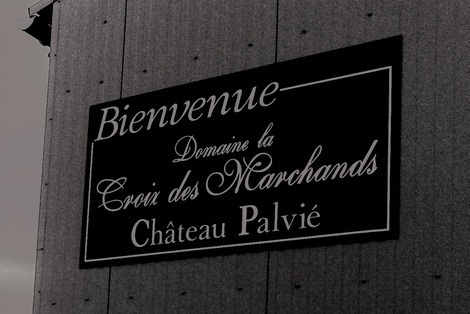 Bienvenue
Domaine la
Croix des Marchands
Château Palvié